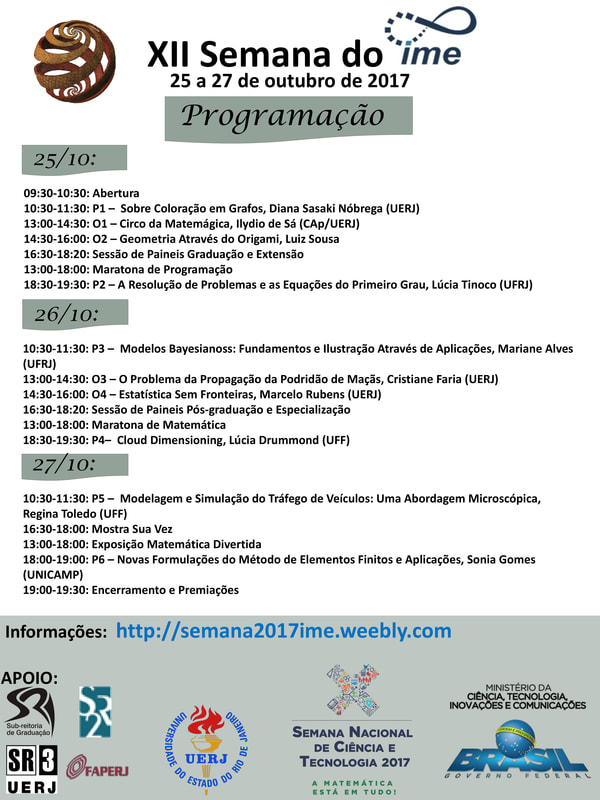 XII Semana do ime
25 a 27 de outubro de 2017
Programação
25/10:
09:30-10:30: Abertura
10:30-11:30: P1 – Sobre Coloração em Grafos, Diana Sasaki Nóbrega (UERJ)
13:00-14:30: O1 – Circo da Matemágica, Ilydio de Sá (CAp/UERJ)
14:30-16:00: O2 – Geometria Através do Origami, Luiz Sousa
16:30-18:20: Sessão de Paineis Graduação e Extensão
13:00-18:00: Maratona de Programação
18:30-19:30: P2 – A Resolução de Problemas e as Equações do Primeiro Grau, Lúcia Tinoco (UFRJ)
26/10:
10:30-11:30: P3 – Modelos Bayesianoss: Fundamentos e Ilustração Através de Aplicações, Mariane Alves
(UFRJ)
13:00-14:30: O3 – O Problema da Propagação da Podridão de Maçãs, Cristiane Faria (UERJ)
14:30-16:00: O4 – Estatística Sem Fronteiras, Marcelo Rubens (UERJ)
16:30-18:20: Sessão de Paineis Pós-graduação e Especialização
13:00-18:00: Maratona de Matemática
18:30-19:30: P4– Cloud Dimensioning, Lúcia Drummond (UFF)
27/10:
10:30-11:30: P5 – Modelagem e Simulação do Tráfego de Veículos: Uma Abordagem Microscópica,
Regina Toledo (UFF)
16:30-18:00: Mostra Sua Vez
13:00-18:00: Exposição Matemática Divertida
18:00-19:00: P6 – Novas Formulações do Método de Elementos Finitos e Aplicações, Sonia Gomes
(UNICAMP)
19:00-19:30: Encerramento e Premiações
Informações: http://semana2017ime.weebly.com
APOIO:
SR
Sub-reitoria
de Graduação
SR
2
SR 3
UERJ
FAPERJ
UNIVERSIDADE DO ESTADO DO RIO DE JANEIRO
UERJ
SEMANA NACIONAL
DE CIÊNCIA E
TECNOLOGIA 2017
A MATEMÁTICA
ESTÁ EM TUDO!
MINISTÉRIO DA
CIÊNCIA, TECNOLOGIA,
INOVAÇÕES E COMUNICAÇÕES
BRASIL
GOVERNO FEDERAL